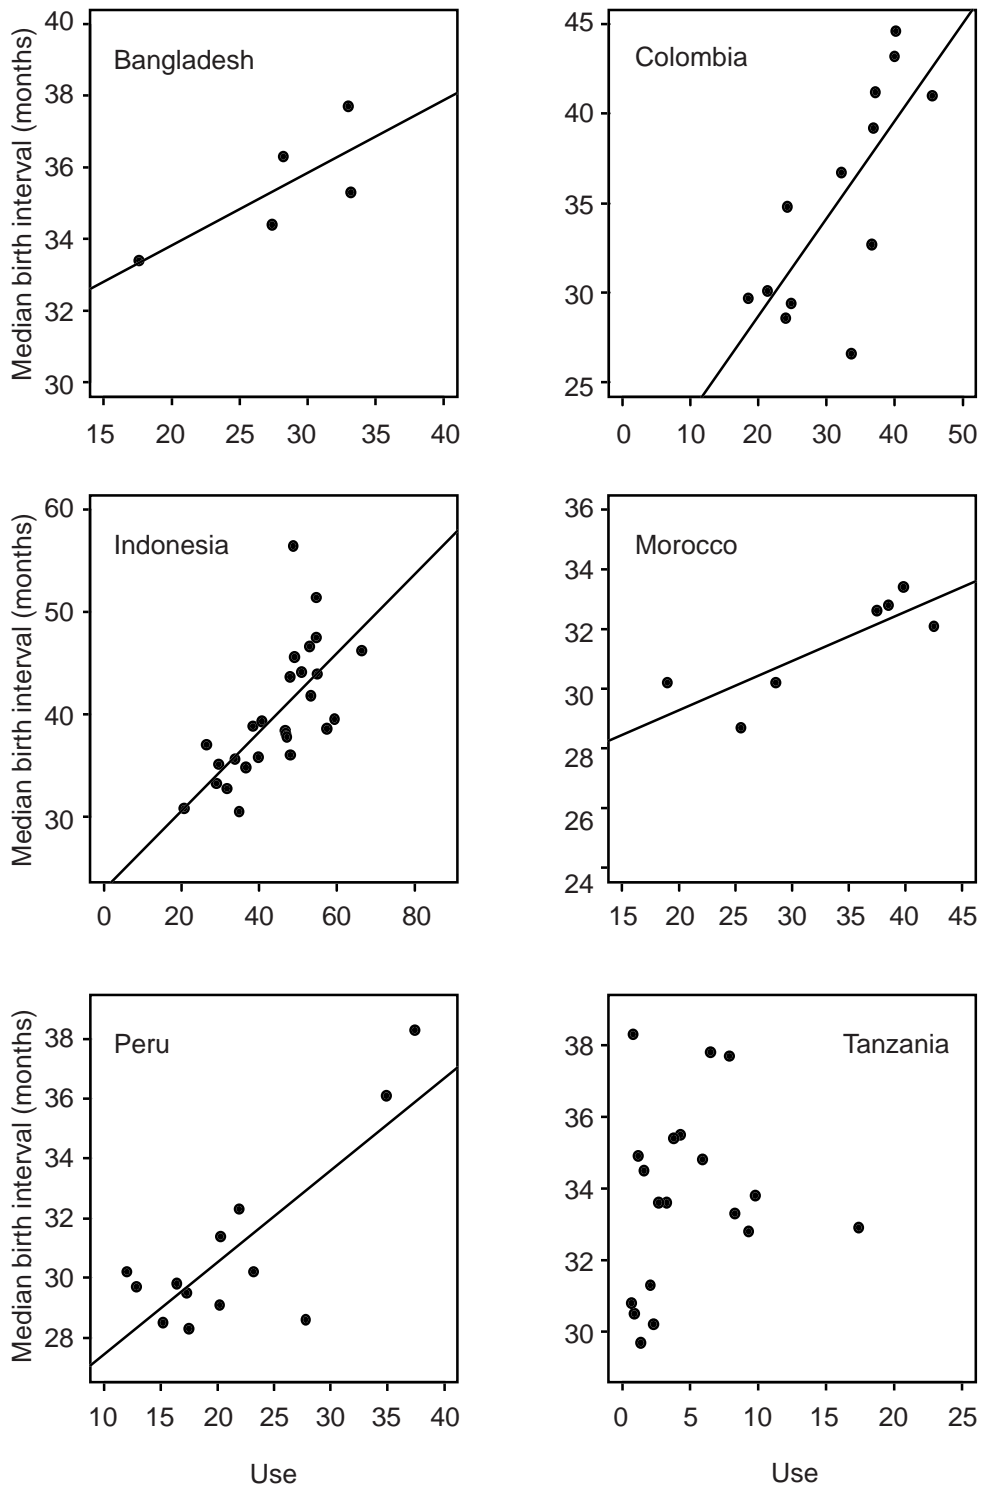 Median birth interval (months)
40
38
36
34
32
30
Bangladesh
15 20 25 30 35 40
45
40
35
30
25
Colombia
0 10 20 30 40 50
Median birth interval (months)
60
50
40
30
Indonesia
0 20 40 60 80
36
34
32
30
28
26
24
Morocco
15 20 25 30 35 40 45
Median birth interval (months)
38
36
34
32
30
28
Peru
10 15 20 25 30 35 40
Use
38
36
34
32
30
Tanzania
0 5 10 15 20 25
Use